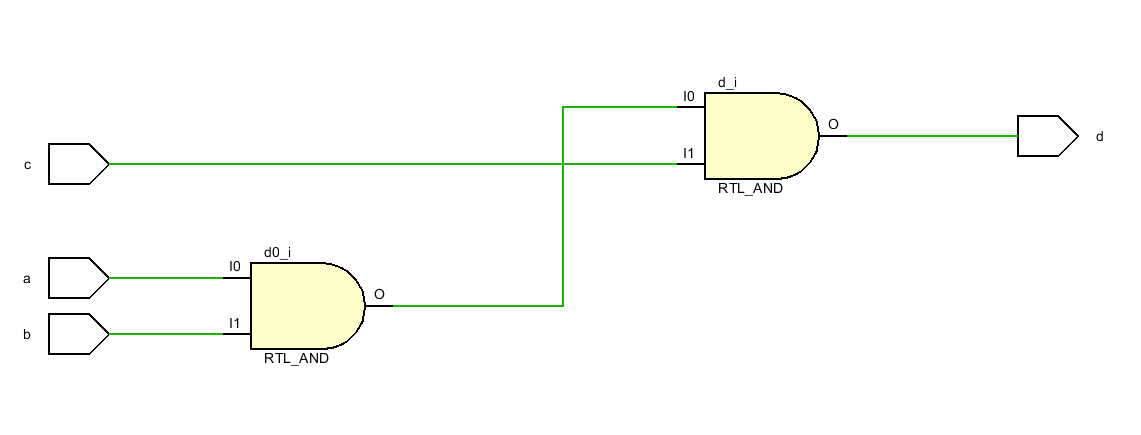 d_i
I0
O
I1
c
d
RTL_AND
d0_i
I0
a
O
I1
b
RTL_AND